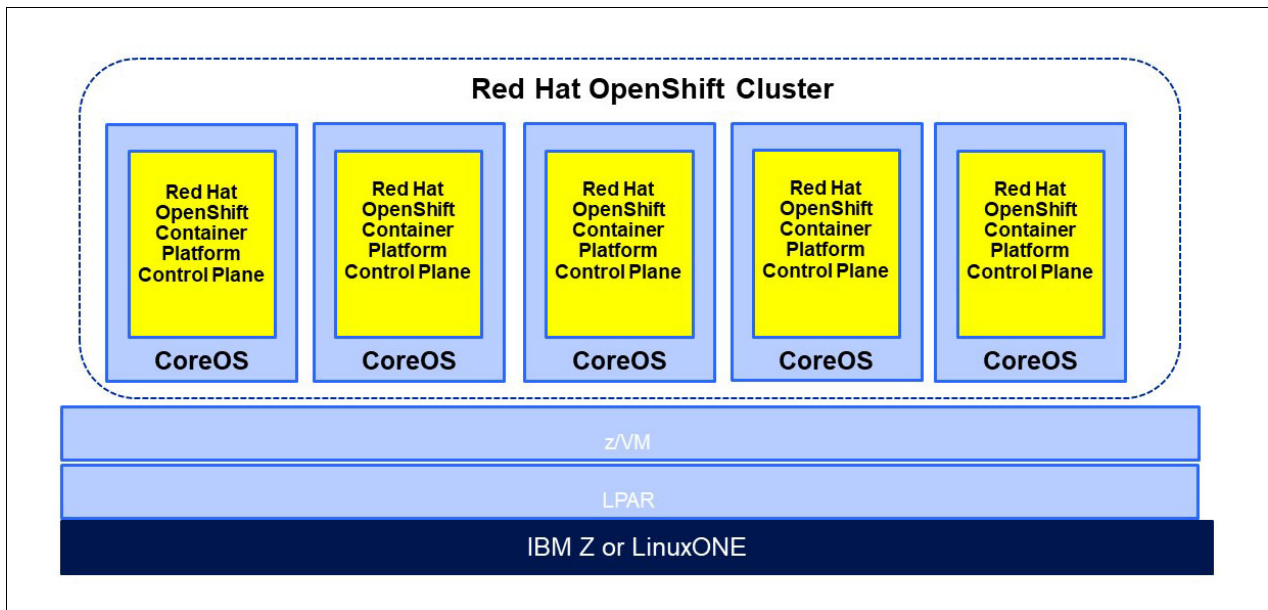 Red Hat OpenShift Cluster
Red Hat
OpenShift
Container
Platform
Control Plane
CoreOS
Red Hat
OpenShift
Container
Platform
Control Plane
CoreOS
Red Hat
OpenShift
Container
Platform
Control Plane
CoreOS
Red Hat
OpenShift
Container
Platform
Control Plane
CoreOS
Red Hat
OpenShift
Container
Platform
Control Plane
CoreOS
z/VM
LPAR
IBM Z or LinuxONE